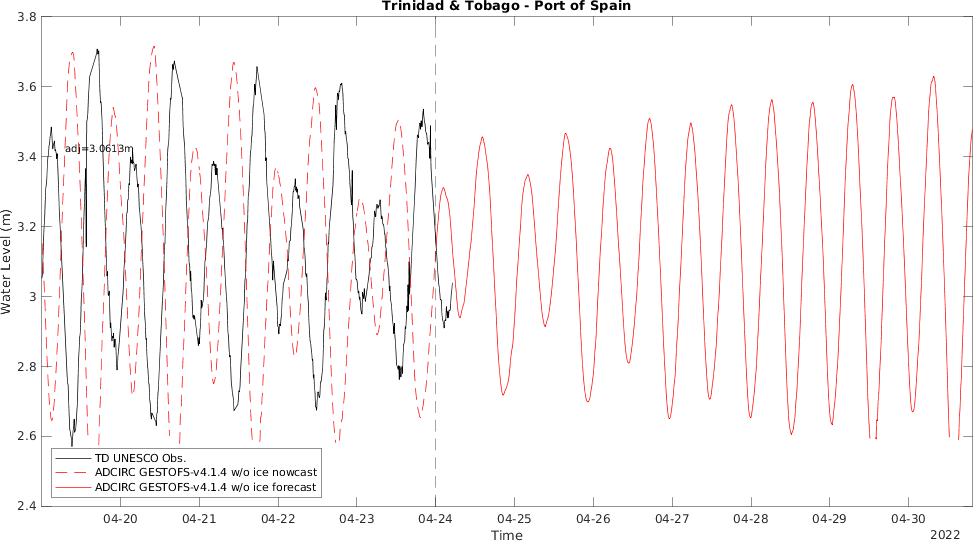 Trinidad & Tobago - Port of Spain
3.8
3.6
3.4
3.2
3
2.8
2.6
2.4
Water Level (m)
adj=3.0613m
TD UNESCO Obs.
ADCIRC GESTOFS-v4.1.4 w/o ice nowcast
ADCIRC GESTOFS-v4.1.4 w/o ice forecast
04-20 04-21 04-22 04-23 04-24 04-25 04-26 04-27 04-28 04-29 04-30
Time
2022